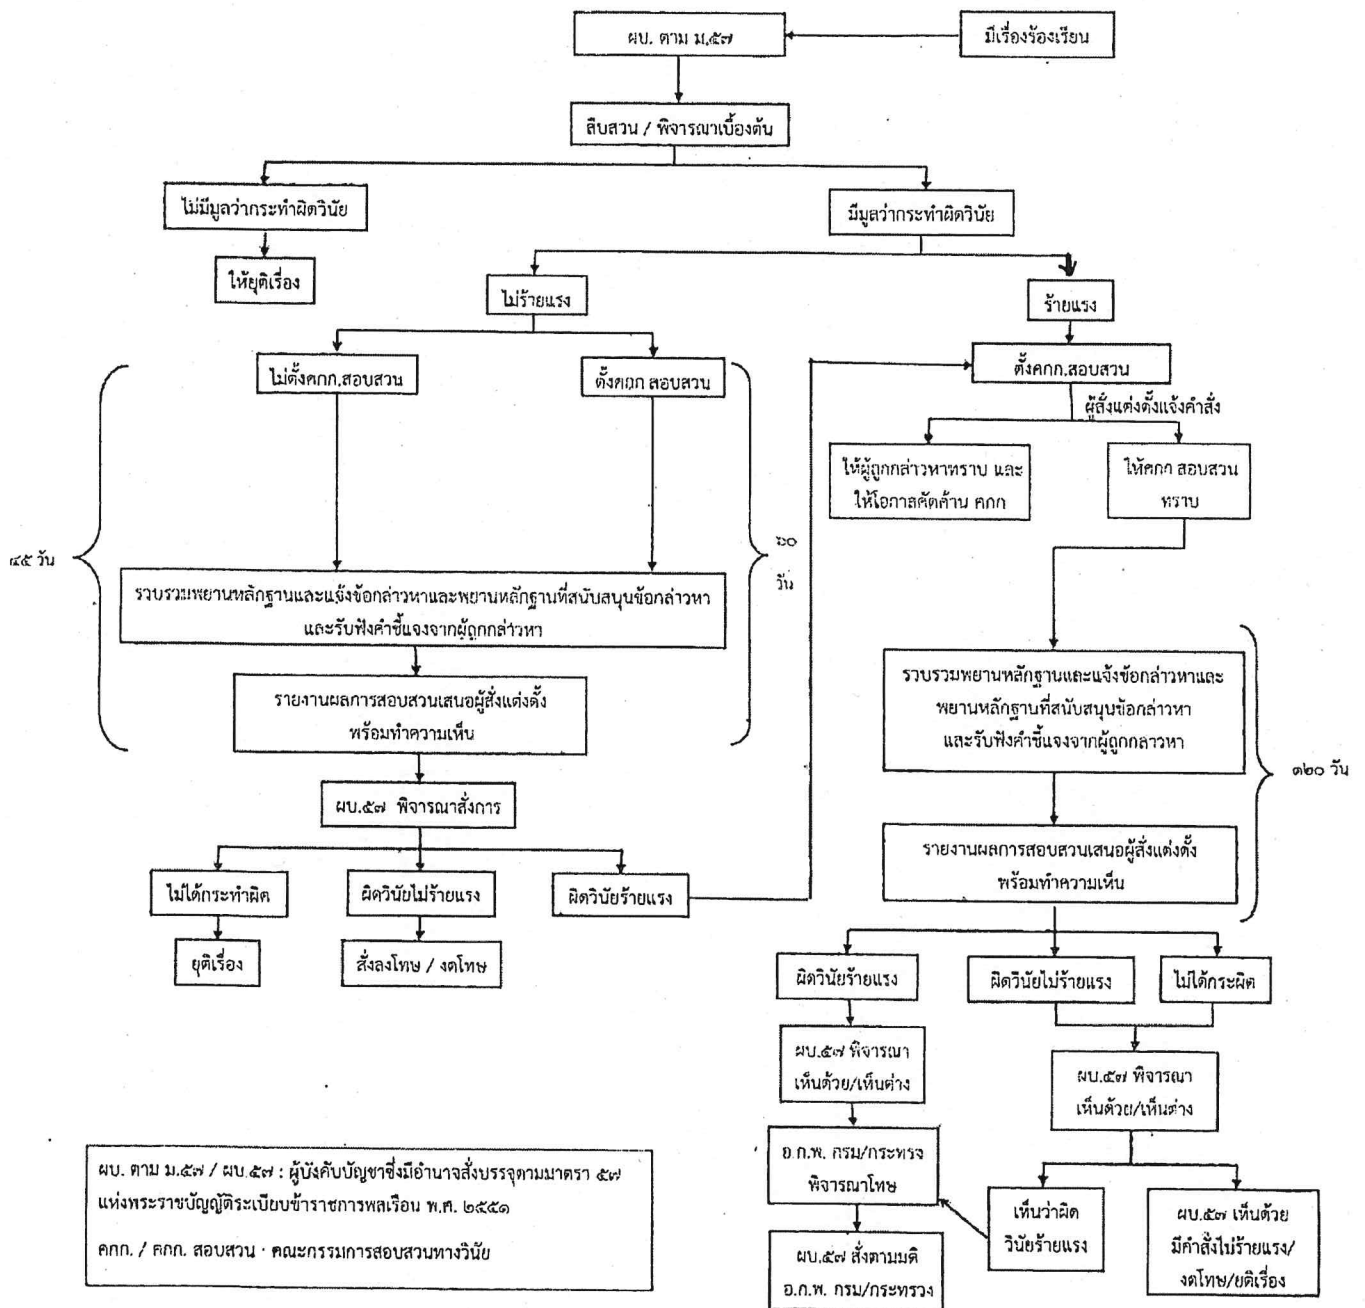 ผบ. ตาม ม.๕๗
มีเรื่องร้องเรียน
สืบสวน / พิจารณาเบื้องต้น
ไม่มีมูลว่ากระทำผิดวินัย
มีมูลว่ากระทำผิดวินัย
ให้ยุติเรื่อง
ไม่ร้ายแรง
ร้ายแรง
ไม่ตั้งคกก.สอบสวน
ตั้งคกก สอบสวน
ตั้งคกก.สอบสวน
ผู้สั่งแต่งตั้งแจ้งคำสั่ง
ให้ผู้ถูกกล่าวหาทราบ และ
ให้โอกาสคัดค้าน คกก
ให้คกก สอบสวน
ทราบ
๔๕ วัน
๖๐
วัน
รวบรวมพยานหลักฐานและแจ้งข้อกล่าวหาและพยานหลักฐานที่สนับสนุนข้อกล่าวหา
และรับฟังคำชี้แจงจากผู้ถูกกล่าวหา
รายงานผลการสอบสวนเสนอผู้สั่งแต่งตั้ง
พร้อมทำความเห็น
รวบรวมพยานหลักฐานและแจ้งข้อกล่าวหาและ
พยานหลักฐานที่สนับสนุนข้อกล่าวหา
และรับฟังคำชี้แจงจากผู้ถูกกลาวหา
๑๒๐ วัน
ผบ.๕๗ พิจารณาสั่งการ
รายงานผลการสอบสวนเสนอผู้สั่งแต่งตั้ง
พร้อมทำความเห็น
ไม่ได้กระทำผิด
ผิดวินัยไม่ร้ายแรง
ผิดวินัยร้ายแรง
ยุติเรื่อง
สั่งลงโทษ / งดโทษ
ผิดวินัยร้ายแรง
ผิดวินัยไม่ร้ายแรง
ไม่ได้กระผิด
ผบ.๕๗ พิจารณา
เห็นด้วย/เห็นต่าง
ผบ.๕๗ พิจารณา
เห็นด้วย/เห็นต่าง
อ.ก.พ. กรม/กระทรง
พิจารณาโทษ
เห็นว่าผิด
วินัยร้ายแรง
ผบ.๕๗ เห็นด้วย
มีคำสั่งไม่ร้ายแรง/
งดโทษ/ยติเรื่อง
ผบ.๕๗ สั่งตามมติ
อ.ก.พ. กรม/กระทรวง
ผบ. ตาม ม.๕๗ / ผบ.๕๗ : ผู้บังคับบัญชาซึ่งมีอำนาจสั่งบรรจุตามมาตรา ๕๗
แห่งพระราชบัญญัติระเบียบข้าราชการพลเรือน พ.ศ. ๒๕๕๑
คกก. / คกก. สอบสวน : คณะกรรมการสอบสวนทางวินัย